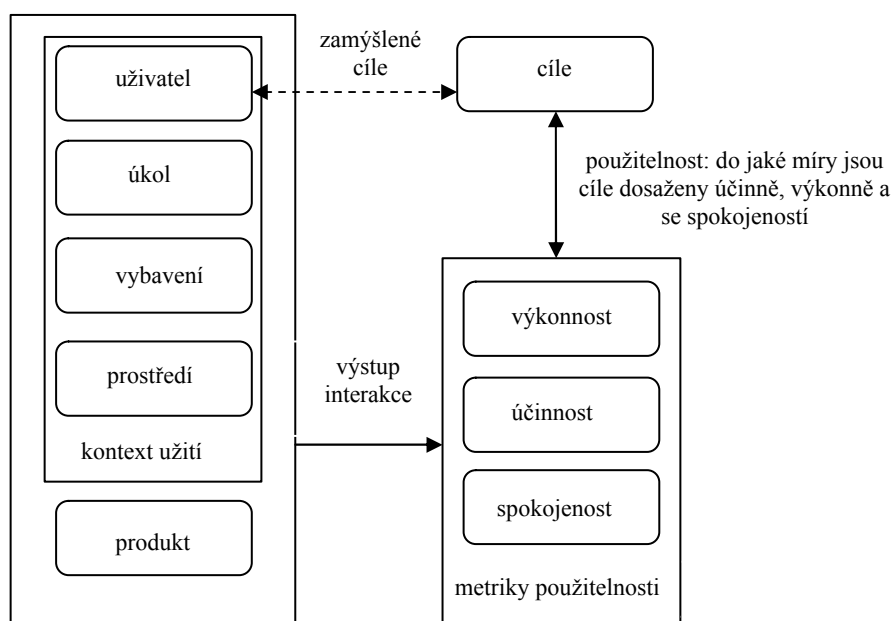 zamýšlené
cíle
uživatel
cíle
úkol
použitelnost: do jaké míry jsou
cíle dosaženy účinně, výkonně a
se spokojeností
vybavení
výkonnost
prostředí
výstup
interakce
účinnost
kontext užití
spokojenost
produkt
metriky použitelnosti